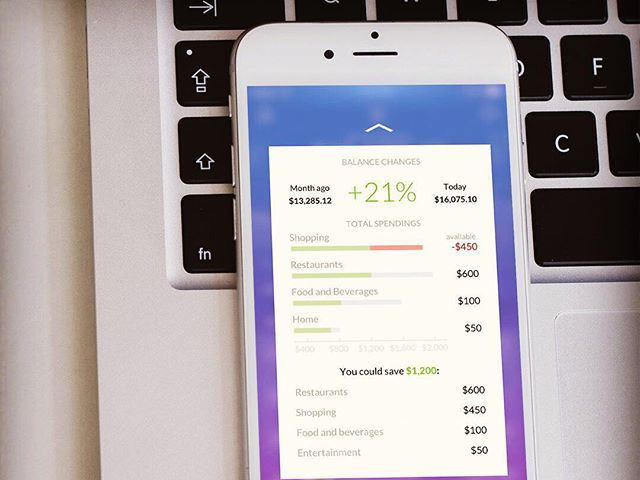 BALANCE CHANGES
Month ago +21% Today
$13,285.12 $16,075.10
TOTAL SPENDINGS
Shopping available
-$450
Restaurants $600
Food and Beverages $100
Home $50
$400 $800 $1,200 $1,600 $2,000
You could save $1,200:
Restaurants $600
Shopping $450
Food and beverages $100
Entertainment $50
F
C
fn